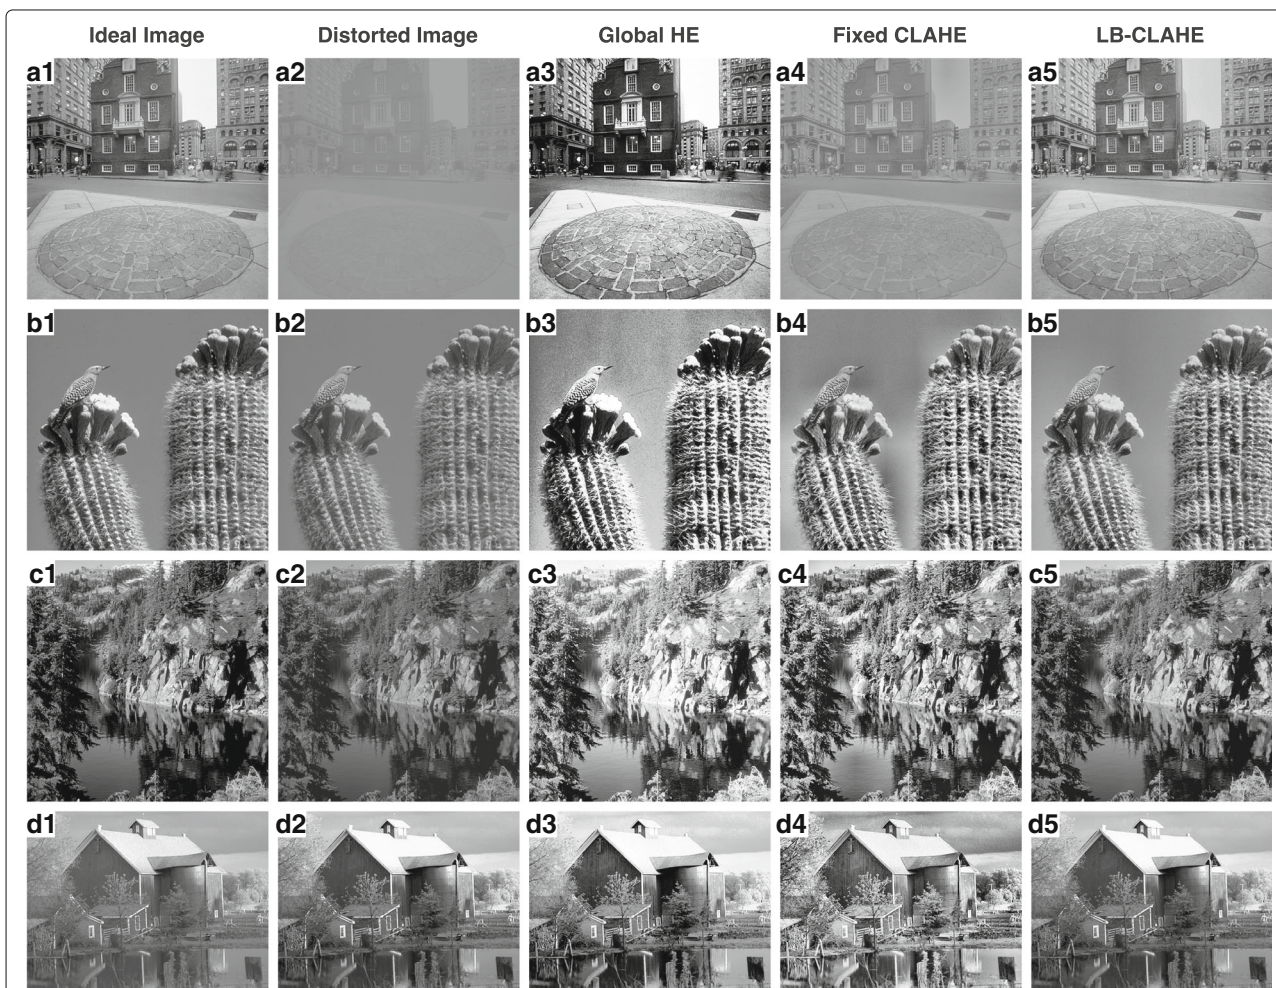 Ideal Image Distorted Image Global HE Fixed CLAHE LB-CLAHE
a1 a2 a3 a4 a5
b1 b2 b3 b4 b5
c1 c2 c3 c4 c5
d1 d2 d3 d4 d5